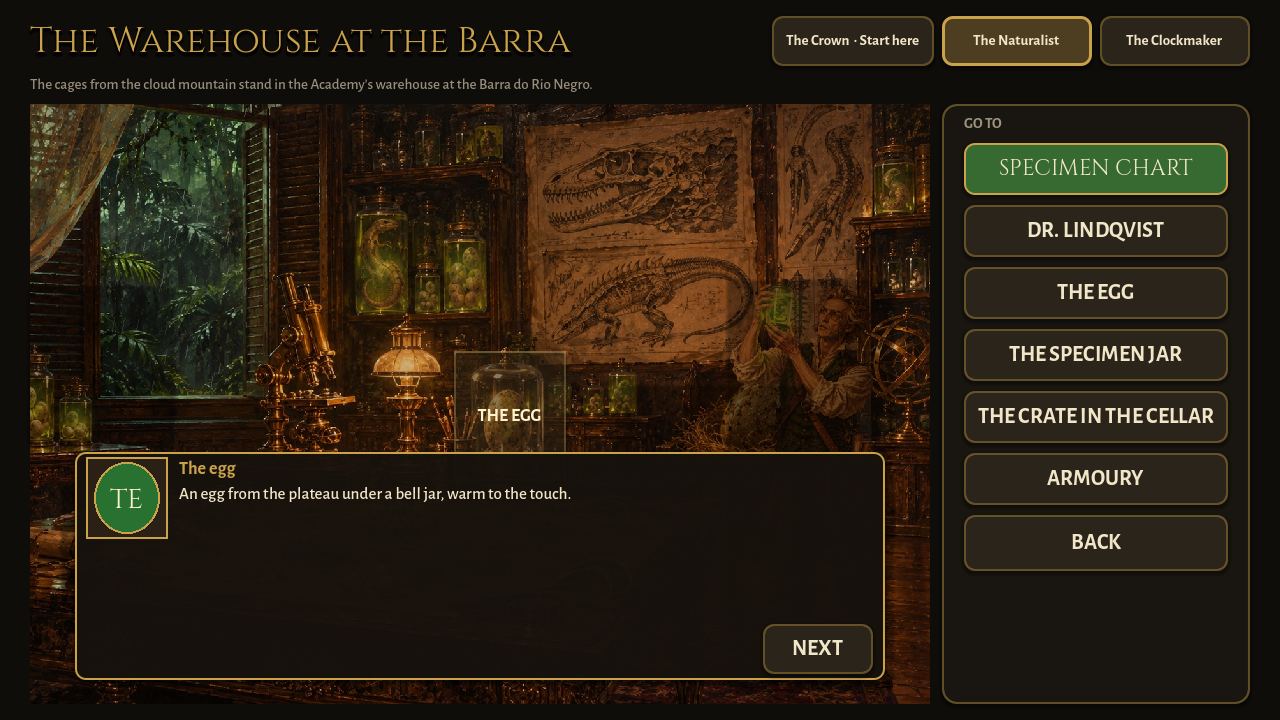 The Warehouse at the Barra
The Crown · Start here
The Naturalist
The Clockmaker
The cages from the cloud mountain stand in the Academy's warehouse at the Barra do Rio Negro.
GO TO
SPECIMEN CHART
DR. LINDQVIST
THE EGG
THE SPECIMEN JAR
THE CRATE IN THE CELLAR
ARMOURY
BACK
THE EGG
TE
The egg
An egg from the plateau under a bell jar, warm to the touch.
NEXT